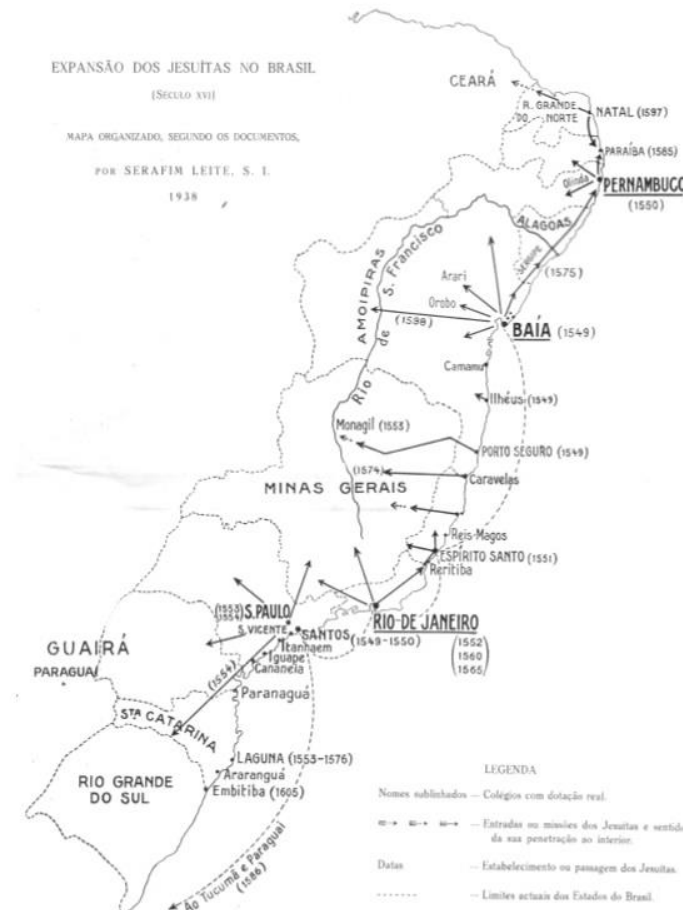 EXPANSÃO DOS JESUÍTAS NO BRASIL
(SÉCULO XVI)
MAPA ORGANIZADO, SEGUNDO OS DOCUMENTOS,
POR SERAFIM LEITE, S. I.
1938
CEARÁ
R. GRANDE
DO NORTE
NATAL (1597)
PARAÍBA (1585)
Olinda
PERNAMBUCO
(1550)
ALAGOAS
SERGIPE
(1575)
Rio de S. Francisco
AMOIPIRAS
(1598)
Arari
Orobo
BAÍA (1549)
Camamu
Ilhéus (1549)
Monagil (1553)
PORTO SEGURO (1549)
(1574)
Caravelas
MINAS GERAIS
Reis-Magos
ESPIRITO SANTO (1551)
Reritiba
(1553)
(1554)
S. PAULO
RIO DE JANEIRO
(1552
1560
1565)
S. VICENTE
SANTOS (1549-1550)
Itanhaem
Iguape
Cananeia
GUAIRÁ
PARAGUAI
(1554)
Paranaguá
STA CATARINA
LAGUNA (1553-1576)
Araranguá
Embitiba (1605)
RIO GRANDE
DO SUL
Ao Tucumã e Paraguai
(1586)
LEGENDA
Nomes sublinhados — Colégios com dotação real.
— Entradas ou missões dos Jesuítas e sentido
da sua penetração ao interior.
Datas — Estabelecimento ou passagem dos Jesuítas.
— Limites actuais dos Estados do Brasil.